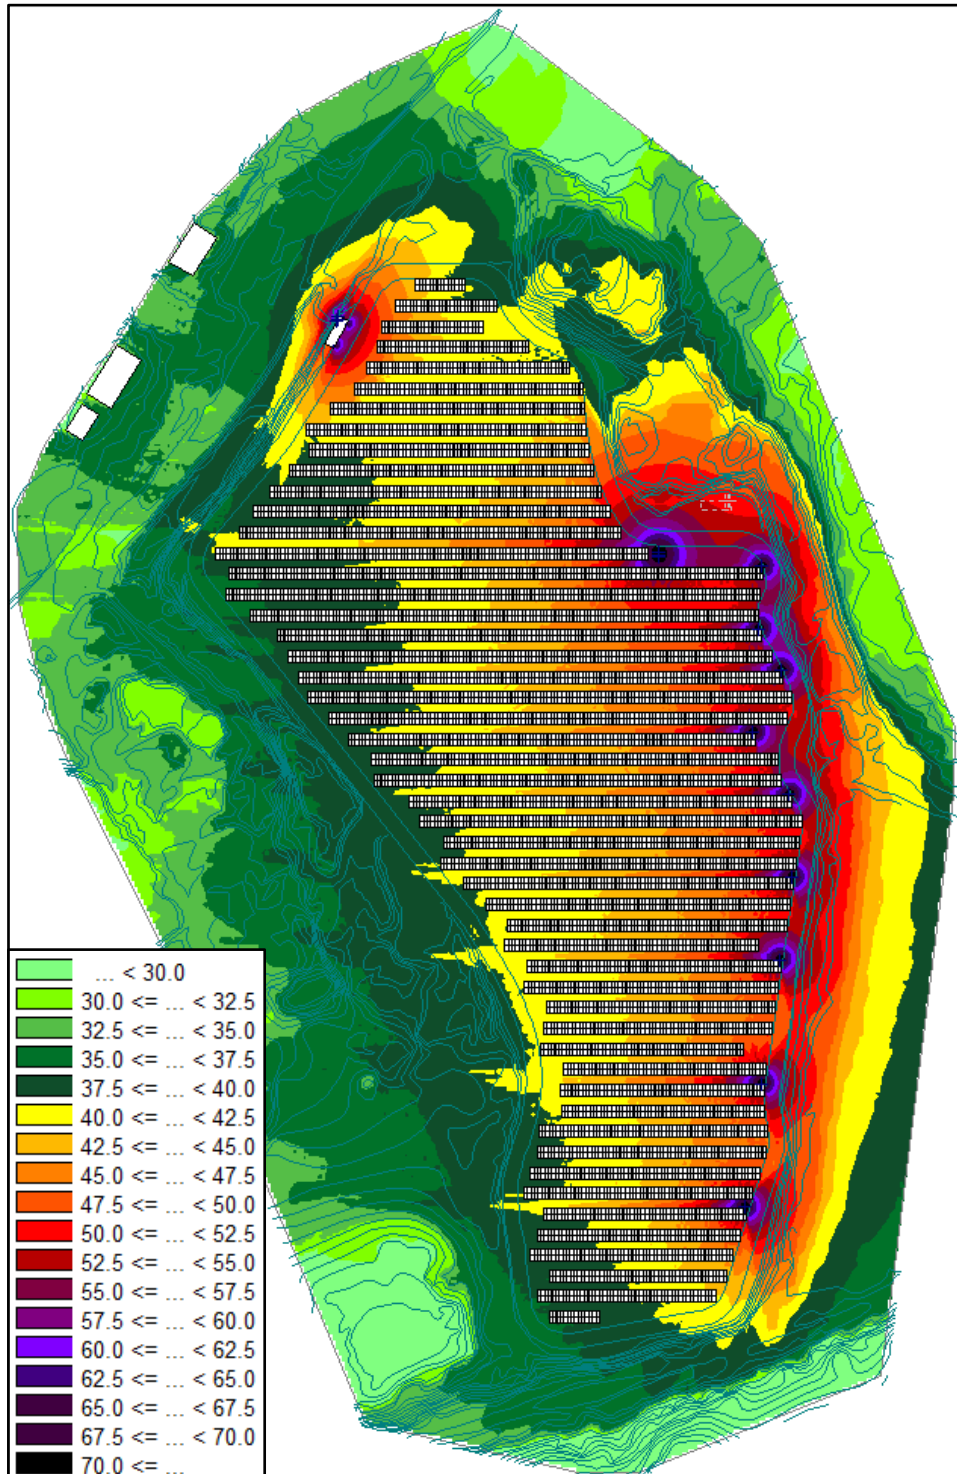 ... < 30.0
30.0 <= ... < 32.5
32.5 <= ... < 35.0
35.0 <= ... < 37.5
37.5 <= ... < 40.0
40.0 <= ... < 42.5
42.5 <= ... < 45.0
45.0 <= ... < 47.5
47.5 <= ... < 50.0
50.0 <= ... < 52.5
52.5 <= ... < 55.0
55.0 <= ... < 57.5
57.5 <= ... < 60.0
60.0 <= ... < 62.5
62.5 <= ... < 65.0
65.0 <= ... < 67.5
67.5 <= ... < 70.0
70.0 <= ...